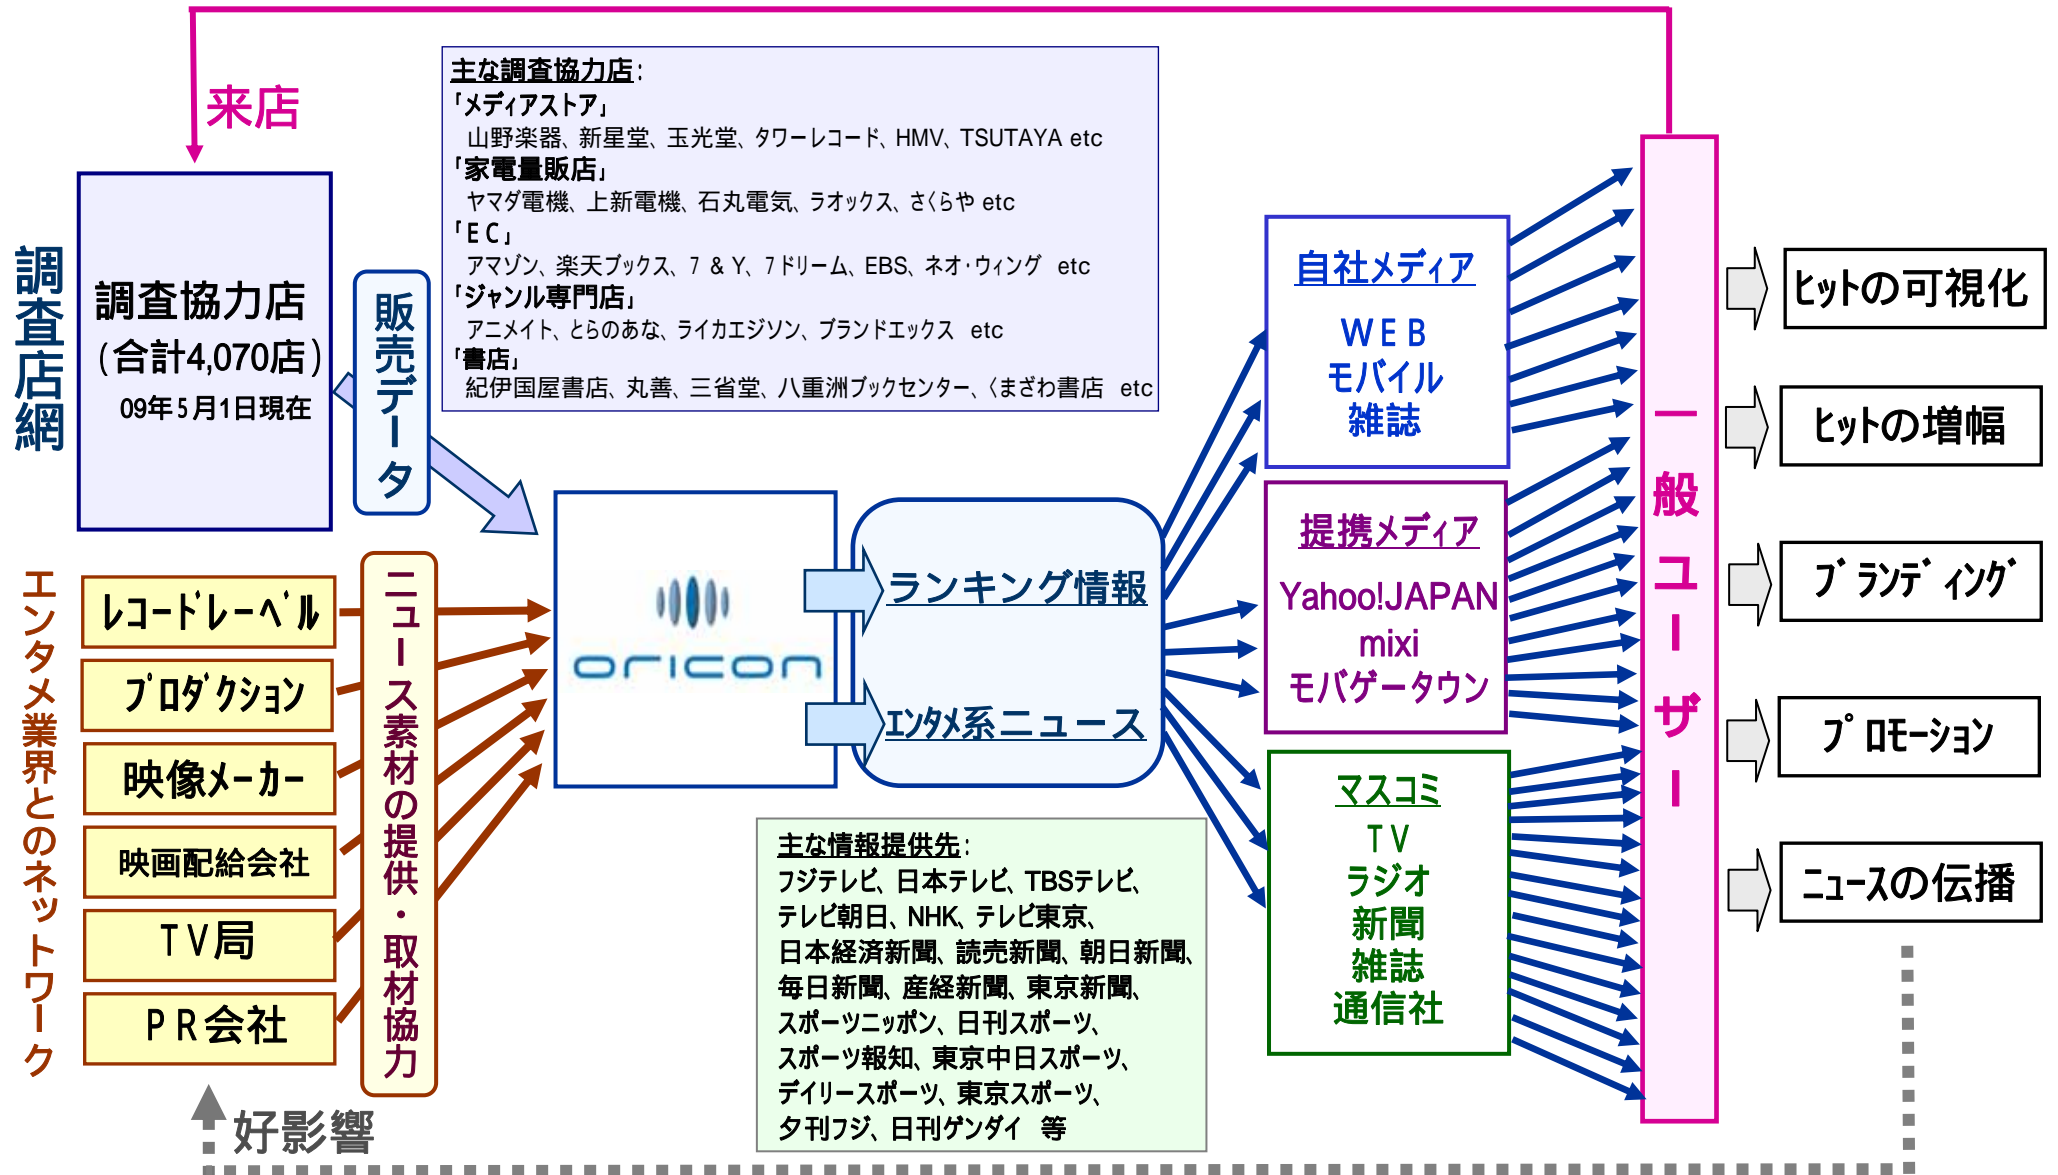 来店
主な調査協力店:
「メディアストア」
山野楽器、新星堂、玉光堂、タワーレコード、HMV、TSUTAYA etc
「家電量販店」
ヤマダ電機、上新電機、石丸電気、ラオックス、さくらや etc
「EC」
アマゾン、楽天ブックス、7 & Y、7ドリーム、EBS、ネオ・ウィング etc
「ジャンル専門店」
アニメイト、とらのあな、ライカエジソン、ブランドエックス etc
「書店」
紀伊国屋書店、丸善、三省堂、八重洲ブックセンター、くまざわ書店 etc
調査店網
調査協力店
(合計4,070店)
09年5月1日現在
販売データ
エンタメ業界とのネットワーク
レコードレーベル
プロダクション
映像メーカー
映画配給会社
TV局
PR会社
ニュース素材の提供・取材協力
oricon
ランキング情報
エンタメ系ニュース
主な情報提供先:
フジテレビ、日本テレビ、TBSテレビ、
テレビ朝日、NHK、テレビ東京、
日本経済新聞、読売新聞、朝日新聞、
毎日新聞、産経新聞、東京新聞、
スポーツニッポン、日刊スポーツ、
スポーツ報知、東京中日スポーツ、
デイリースポーツ、東京スポーツ、
夕刊フジ、日刊ゲンダイ 等
自社メディア
WEB
モバイル
雑誌
提携メディア
Yahoo!JAPAN
mixi
モバゲータウン
マスコミ
TV
ラジオ
新聞
雑誌
通信社
一般ユーザー
ヒットの可視化
ヒットの増幅
ブランディング
プロモーション
ニュースの伝播
好影響